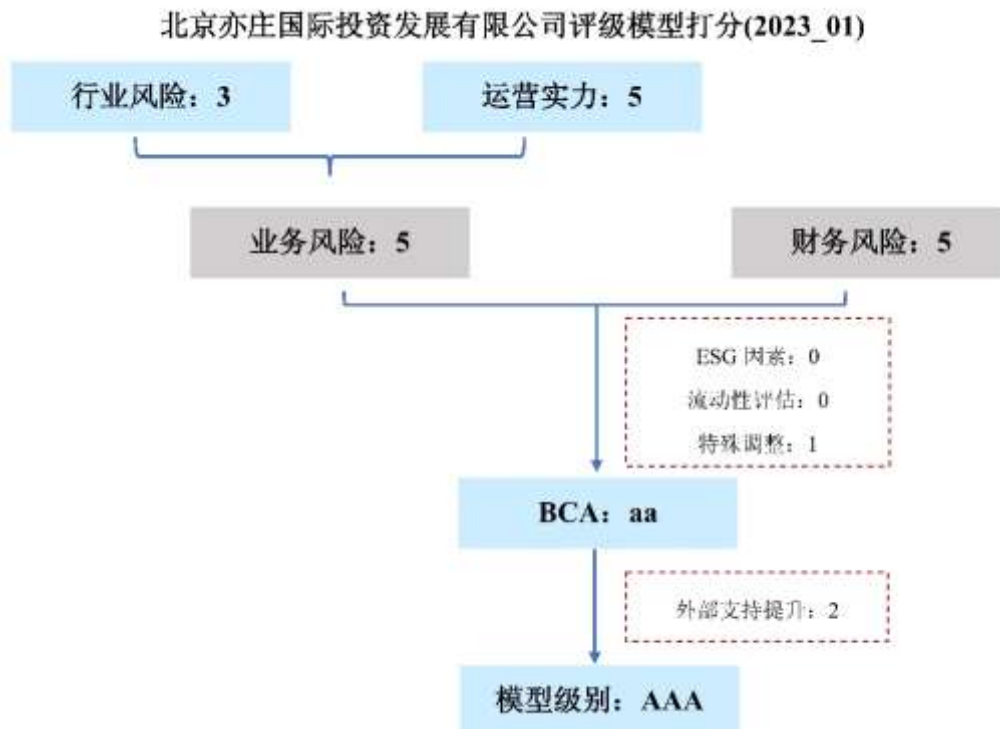 北京亦庄国际投资发展有限公司评级模型打分(2023_01)
行业风险：3
运营实力：5
业务风险：5
财务风险：5
ESG 因素：0
流动性评估：0
特殊调整：1
BCA：aa
外部支持提升：2
模型级别：AAA